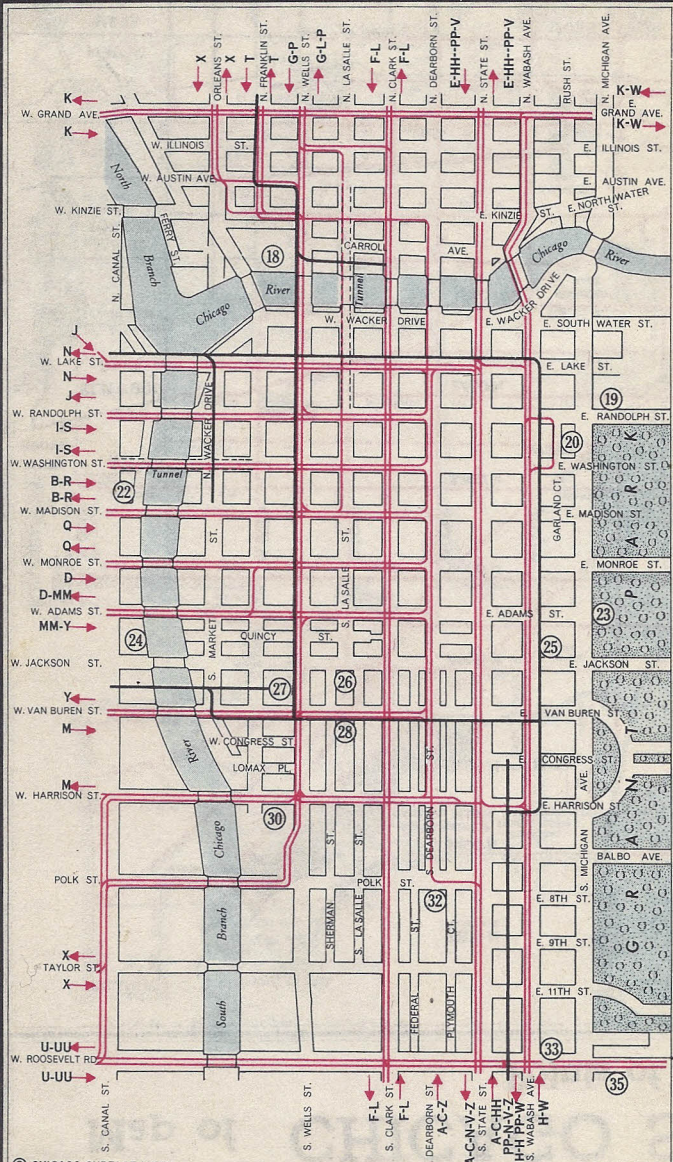 X
X
T
T
G-P
G-L-P
F-L
F-L
E-HH--PP-V
E-HH--PP-V
ORLEANS ST.
N. FRANKLIN ST.
N. WELLS ST.
N. LA SALLE ST.
N. CLARK ST.
N. DEARBORN ST.
N. STATE ST.
N. WABASH AVE.
RUSH ST.
N. MICHIGAN AVE.
K
W. GRAND AVE.
K
K-W
E. GRAND AVE.
K-W
W. ILLINOIS ST.
E. ILLINOIS ST.
W. AUSTIN AVE.
E. AUSTIN AVE.
W. KINZIE ST.
E. KINZIE ST.
E. NORTH WATER ST.
North Branch
FERRY ST.
N. CANAL ST.
18
CARROLL AVE.
Chicago River
Chicago River
Tunnel
W. WACKER DRIVE
E. WACKER DRIVE
E. SOUTH WATER ST.
J
N
W. LAKE ST.
E. LAKE ST.
N
J
N. WACKER DRIVE
19
W. RANDOLPH ST.
E. RANDOLPH ST.
I-S
20
I-S
W. WASHINGTON ST.
E. WASHINGTON ST.
Tunnel
B-R
22
B-R
GARLAND CT.
W. MADISON ST.
E. MADISON ST.
Q
Q
W. MONROE ST.
E. MONROE ST.
D
D-MM
W. ADAMS ST.
E. ADAMS ST.
23
MM-Y
24
S. MARKET ST.
QUINCY ST.
S. LA SALLE ST.
25
W. JACKSON ST.
E. JACKSON ST.
26
27
Y
W. VAN BUREN ST.
E. VAN BUREN ST.
M
28
River
W. CONGRESS ST.
E. CONGRESS ST.
LOMAX PL.
M
W. HARRISON ST.
E. HARRISON ST.
30
GRANT PARK
S. MICHIGAN AVE.
S. DEARBORN ST.
BALBO AVE.
POLK ST.
POLK ST.
32
E. 8TH ST.
SHERMAN ST.
S. LA SALLE ST.
E. 9TH ST.
X
TAYLOR ST.
X
E. 11TH ST.
FEDERAL ST.
PLYMOUTH CT.
South Branch Chicago
U-UU
W. ROOSEVELT RD.
U-UU
33
35
S. CANAL ST.
S. WELLS ST.
F-L
S. CLARK ST.
F-L
DEARBORN ST.
A-C-Z
A-C-N-V-Z
S. STATE ST.
A-C-HH
PP-N-V-Z
H-H PP-W
S. WABASH AVE.
H-W